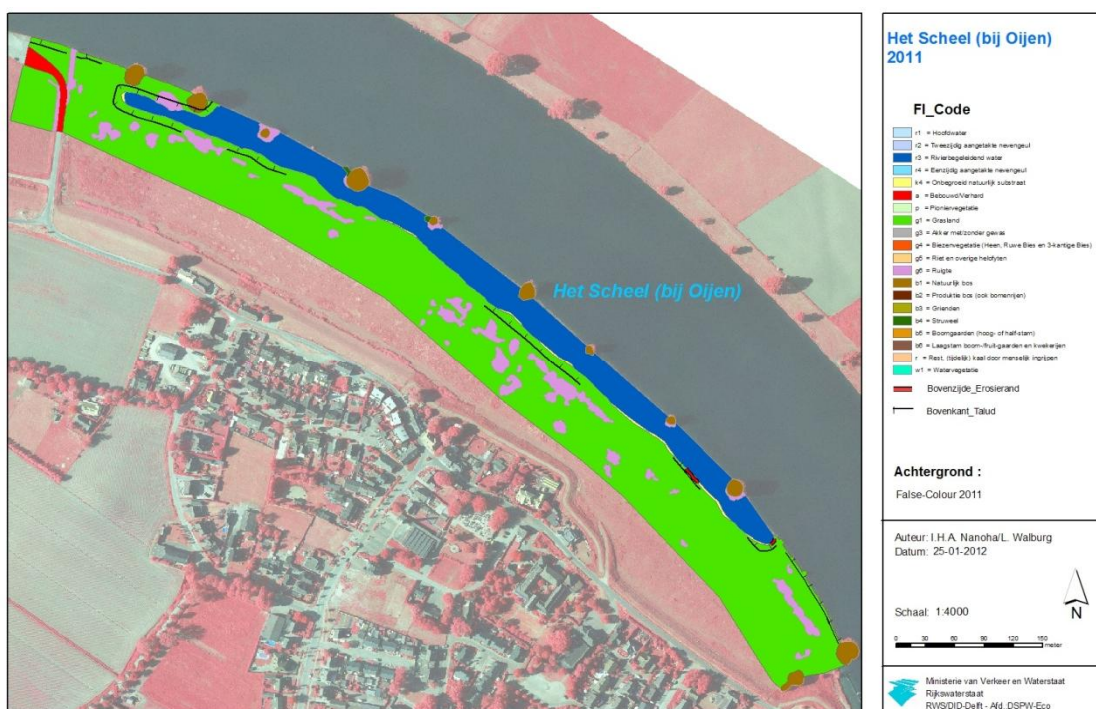 Het Scheel (bij Oijen)
Het Scheel (bij Oijen)
2011
Fl_Code
r1 = Hoofdwater
r2 = Tweezijdig aangetakte nevengeul
r3 = Rivierbegeleidend water
r4 = Eenzijdig aangetakte nevengeul
k4 = Onbegroeid natuurlijk substraat
a = Bebouwd/Verhard
p = Pioniervegetatie
g1 = Grasland
g3 = Akker met/zonder gewas
g4 = Biezenvegetatie (Heen, Ruwe Bies en 3-kantige Bies)
g5 = Riet en overige helofyten
g6 = Ruigte
b1 = Natuurlijk bos
b2 = Produktie bos (ook bomenrijen)
b3 = Grienden
b4 = Struweel
b5 = Boomgaarden (hoog- of half-stam)
b6 = Laagstam boom-/fruit-gaarden en kwekerijen
r = Rest, (tijdelijk) kaal door menselijk ingrijpen
w1 = Watervegetatie
Bovenzijde_Erosierand
Bovenkant_Talud
Achtergrond :
False-Colour 2011
Auteur: I.H.A. Nanoha/L. Walburg
Datum: 25-01-2012
Schaal: 1:4000
N
0 30 60 90 120 150
meter
Ministerie van Verkeer en Waterstaat
Rijkswaterstaat
RWS/DID-Delft - Afd.:DSPW-Eco